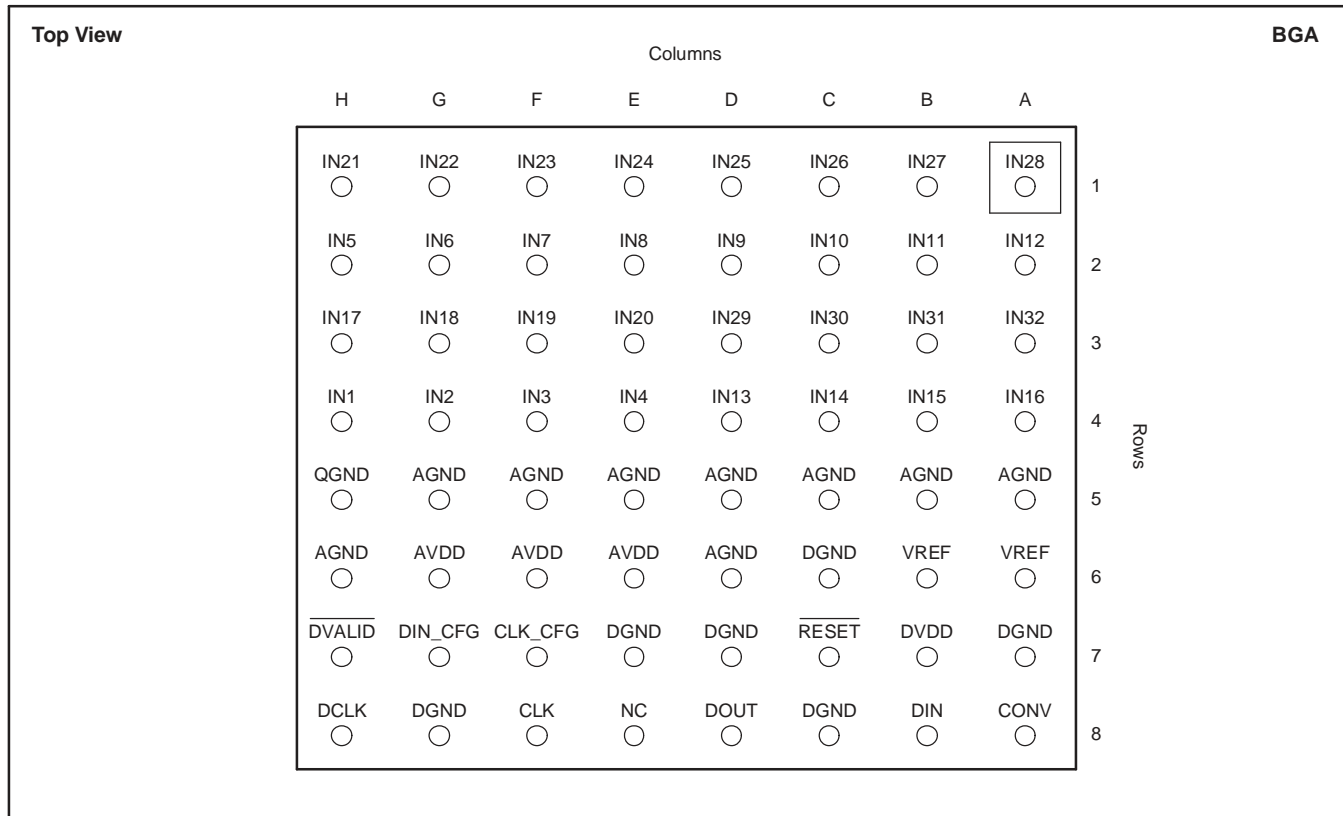 Top View BGA
Columns
H G F E D C B A
IN21 IN22 IN23 IN24 IN25 IN26 IN27 IN28
1
IN5 IN6 IN7 IN8 IN9 IN10 IN11 IN12
2
IN17 IN18 IN19 IN20 IN29 IN30 IN31 IN32
3
IN1 IN2 IN3 IN4 IN13 IN14 IN15 IN16
4
Rows
QGND AGND AGND AGND AGND AGND AGND AGND
5
AGND AVDD AVDD AVDD AGND DGND VREF VREF
6
DVALID DIN_CFG CLK_CFG DGND DGND RESET DVDD DGND
7
DCLK DGND CLK NC DOUT DGND DIN CONV
8